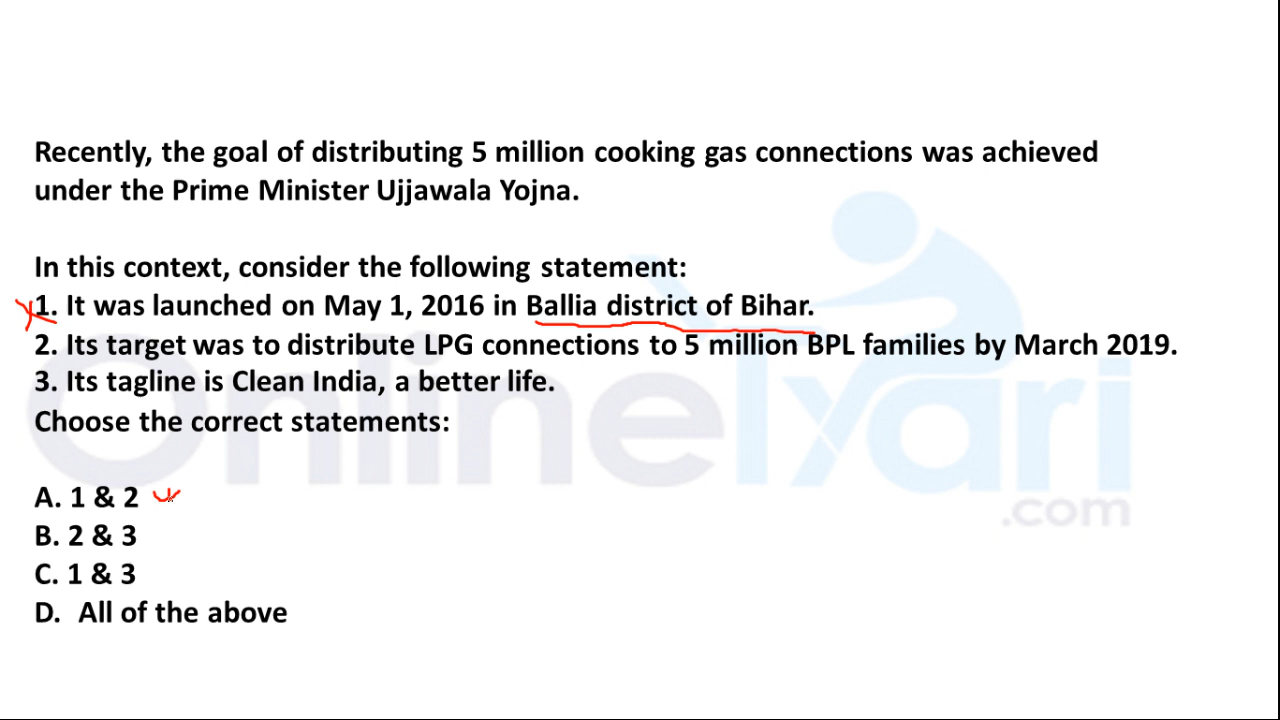 Recently, the goal of distributing 5 million cooking gas connections was achieved
under the Prime Minister Ujjawala Yojna.
In this context, consider the following statement:
1. It was launched on May 1, 2016 in Ballia district of Bihar.
2. Its target was to distribute LPG connections to 5 million BPL families by March 2019.
3. Its tagline is Clean India, a better life.
Choose the correct statements:
A. 1 & 2
B. 2 & 3
C. 1 & 3
D. All of the above
OnlineTyari
.com